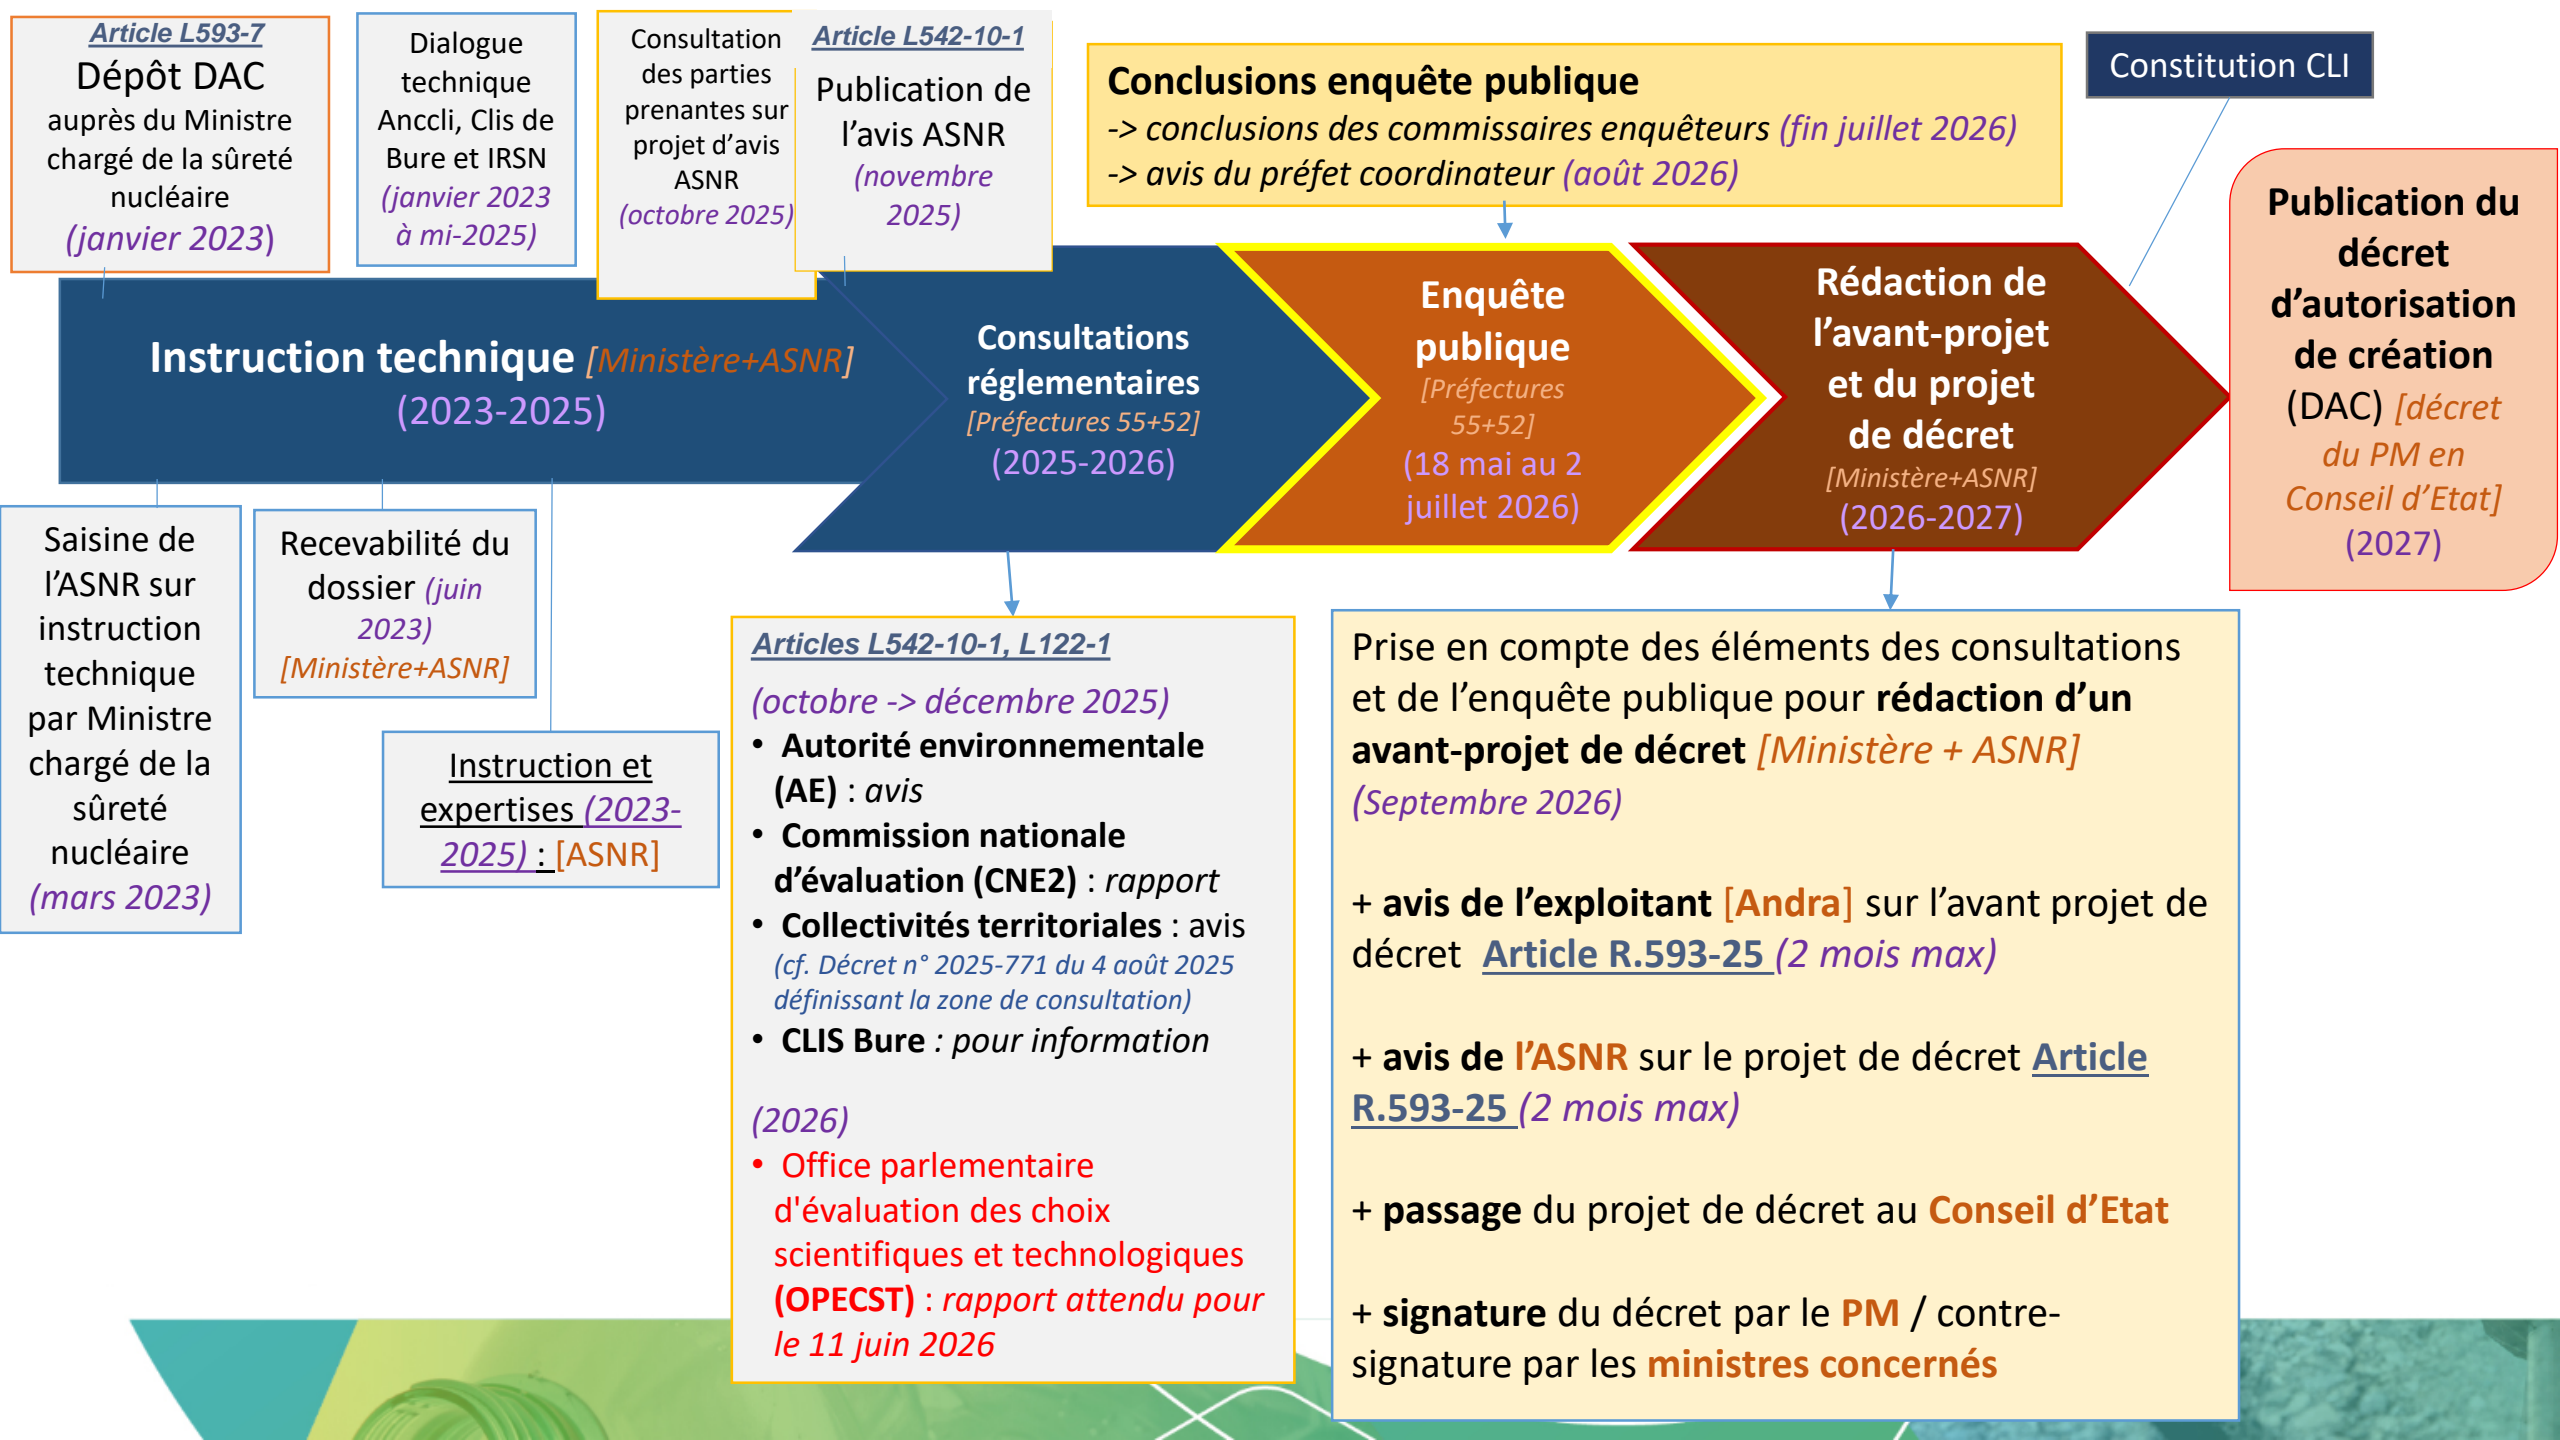 Article L593-7
Dépôt DAC
auprès du Ministre
chargé de la sûreté
nucléaire
(janvier 2023)
Dialogue
technique
Anccli, Clis de
Bure et IRSN
(janvier 2023
à mi-2025)
Consultation
des parties
prenantes sur
projet d’avis
ASNR
(octobre 2025)
Article L542-10-1
Publication de
l’avis ASNR
(novembre
2025)
Conclusions enquête publique
-> conclusions des commissaires enquêteurs (fin juillet 2026)
-> avis du préfet coordinateur (août 2026)
Constitution CLI
Instruction technique [Ministère+ASNR]
(2023-2025)
Consultations
réglementaires
[Préfectures 55+52]
(2025-2026)
Enquête
publique
[Préfectures
55+52]
(18 mai au 2
juillet 2026)
Rédaction de
l’avant-projet
et du projet
de décret
[Ministère+ASNR]
(2026-2027)
Publication du
décret
d’autorisation
de création
(DAC) [décret
du PM en
Conseil d’Etat]
(2027)
Saisine de
l’ASNR sur
instruction
technique
par Ministre
chargé de la
sûreté
nucléaire
(mars 2023)
Recevabilité du
dossier (juin
2023)
[Ministère+ASNR]
Instruction et
expertises (2023-
2025) : [ASNR]
Articles L542-10-1, L122-1
(octobre -> décembre 2025)
• Autorité environnementale
(AE) : avis
• Commission nationale
d’évaluation (CNE2) : rapport
• Collectivités territoriales : avis
(cf. Décret n° 2025-771 du 4 août 2025
définissant la zone de consultation)
• CLIS Bure : pour information
(2026)
• Office parlementaire
d'évaluation des choix
scientifiques et technologiques
(OPECST) : rapport attendu pour
le 11 juin 2026
Prise en compte des éléments des consultations
et de l’enquête publique pour rédaction d’un
avant-projet de décret [Ministère + ASNR]
(Septembre 2026)
+ avis de l’exploitant [Andra] sur l’avant projet de
décret Article R.593-25 (2 mois max)
+ avis de l’ASNR sur le projet de décret Article
R.593-25 (2 mois max)
+ passage du projet de décret au Conseil d’Etat
+ signature du décret par le PM / contre-
signature par les ministres concernés